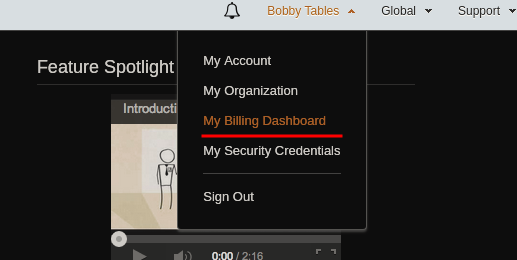 Bobby Tables Global Support
My Account
My Organization
Feature Spotlight
My Billing Dashboard
Introducti
My Security Credentials
Sign Out
0:00 / 2:16